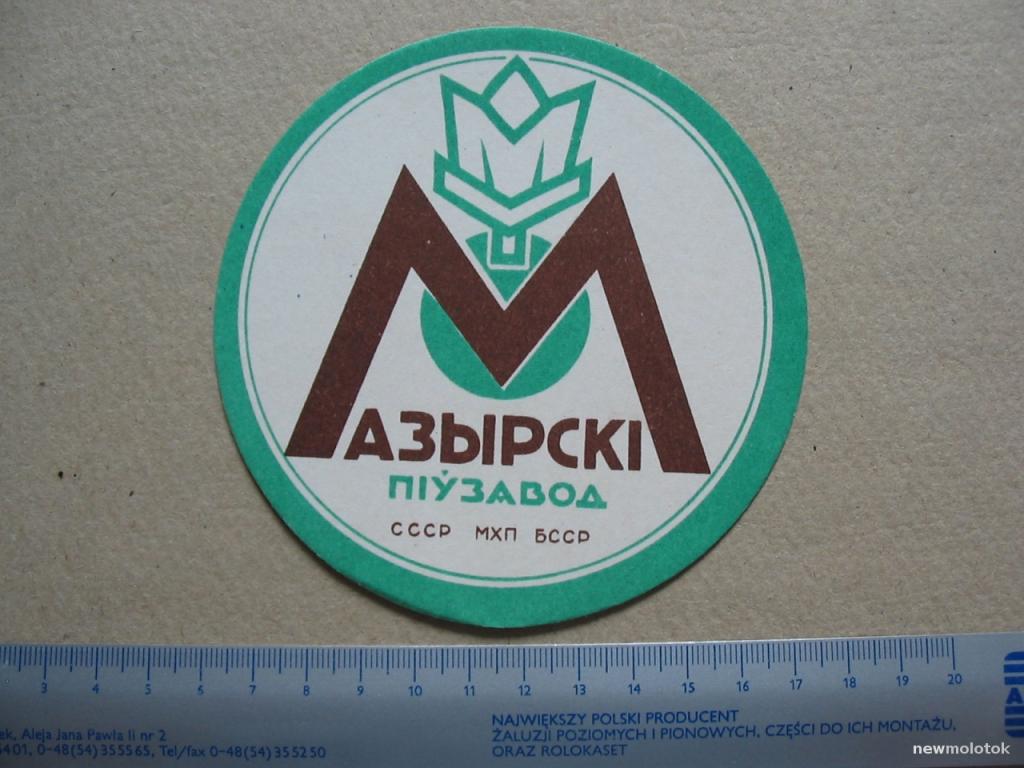 МАЗЫРСКІ
ПІЎЗАВОД
СССР МХП БССР
3 4 5 6 7 8 9 10 11 12 13 14 15 16 17 18 19 20
Aleja Jana Pawła II nr 2
0-48(54)355565, Tel/fax 0-48(54)355250
NAJWIĘKSZY POLSKI PRODUCENT
ŻALUZJI POZIOMYCH I PIONOWYCH, CZĘŚCI DO ICH MONTAŻU,
ORAZ ROLOKASET
newmolotok